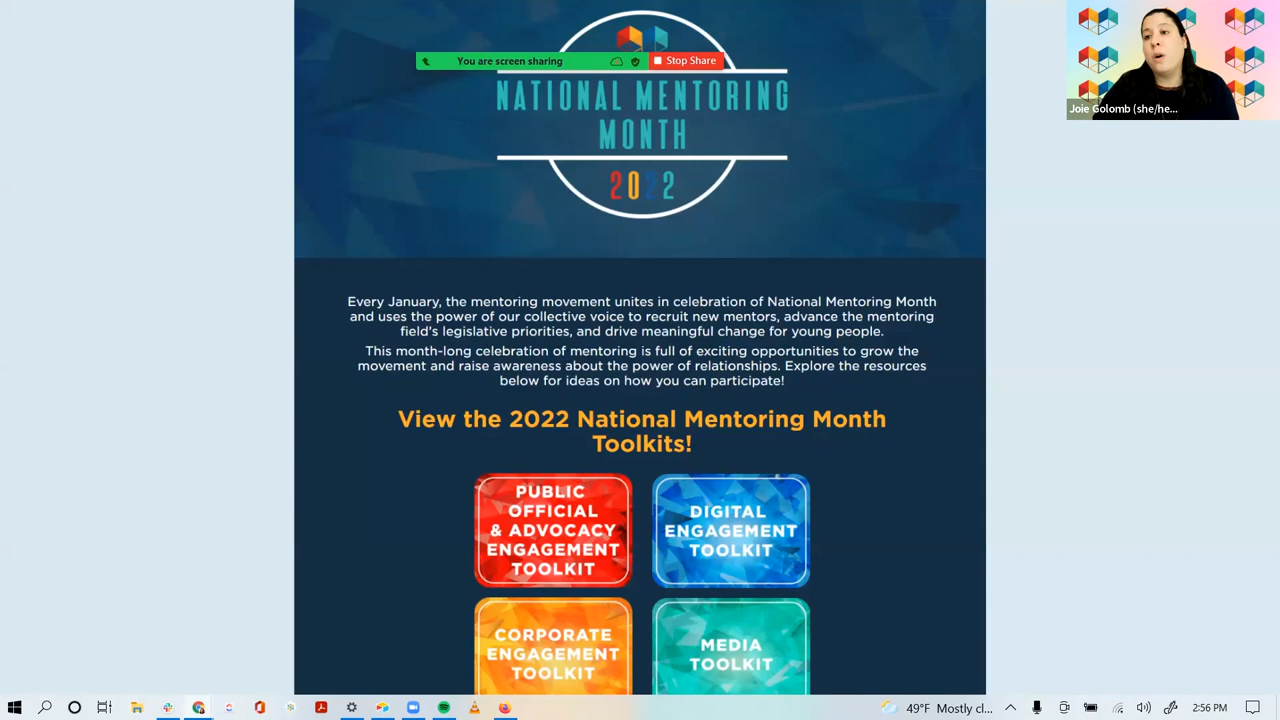 You are screen sharing
Stop Share
NATIONAL MENTORING
MONTH
2022
Joie Golomb (she/he...
Every January, the mentoring movement unites in celebration of National Mentoring Month
and uses the power of our collective voice to recruit new mentors, advance the mentoring
field's legislative priorities, and drive meaningful change for young people.
This month-long celebration of mentoring is full of exciting opportunities to grow the
movement and raise awareness about the power of relationships. Explore the resources
below for ideas on how you can participate!
View the 2022 National Mentoring Month
Toolkits!
PUBLIC
OFFICIAL
& ADVOCACY
ENGAGEMENT
TOOLKIT
DIGITAL
ENGAGEMENT
TOOLKIT
CORPORATE
ENGAGEMENT
TOOLKIT
MEDIA
TOOLKIT
49°F Mostly cl...
2:56 PM